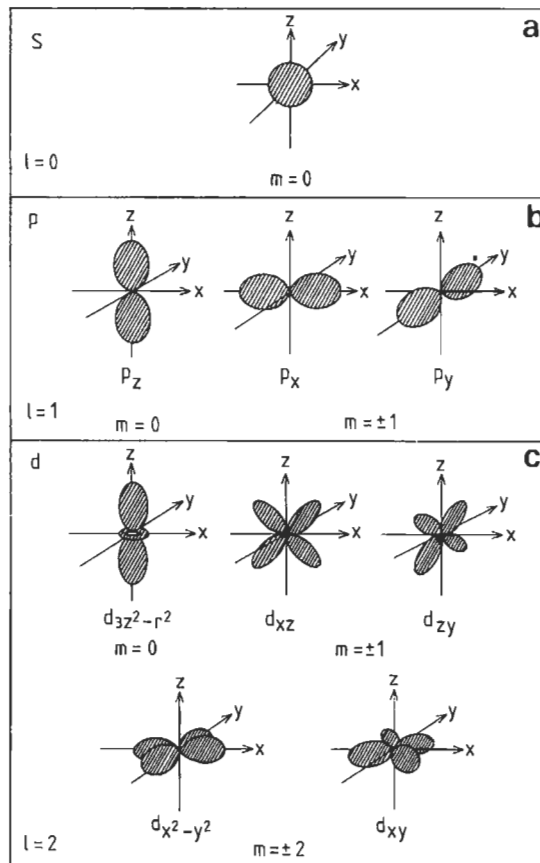 a
S
z
y
x
l=0
m = 0
b
p
z y x
z y x
z y x
p_z p_x p_y
l=1
m = 0 m = ±1
c
d
z y x
z y x
z y x
d_3z²-r² d_xz d_zy
m = 0 m = ±1
z y x
z y x
d_x²-y² d_xy
l=2
m = ±2